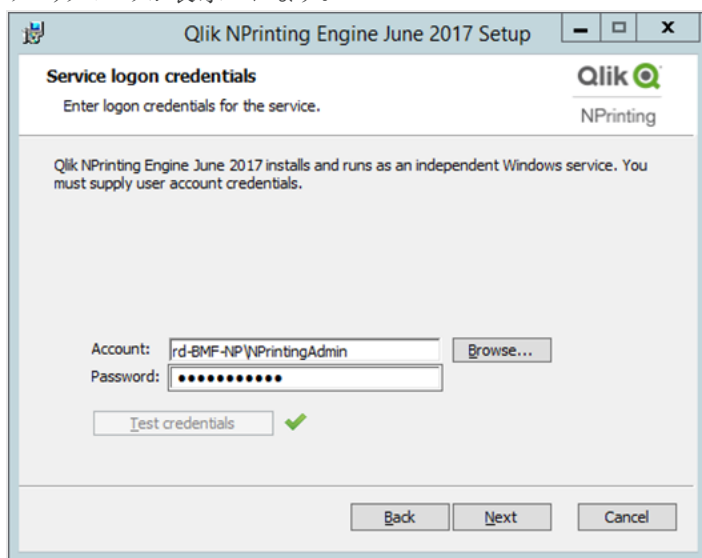 Qlik NPrinting Engine June 2017 Setup
Service logon credentials
Enter logon credentials for the service.
Qlik
NPrinting
Qlik NPrinting Engine June 2017 installs and runs as an independent Windows service. You
must supply user account credentials.
Account: rd-BMF-NP\NPrintingAdmin Browse...
Password: ●●●●●●●●●●●
Test credentials
Back Next Cancel